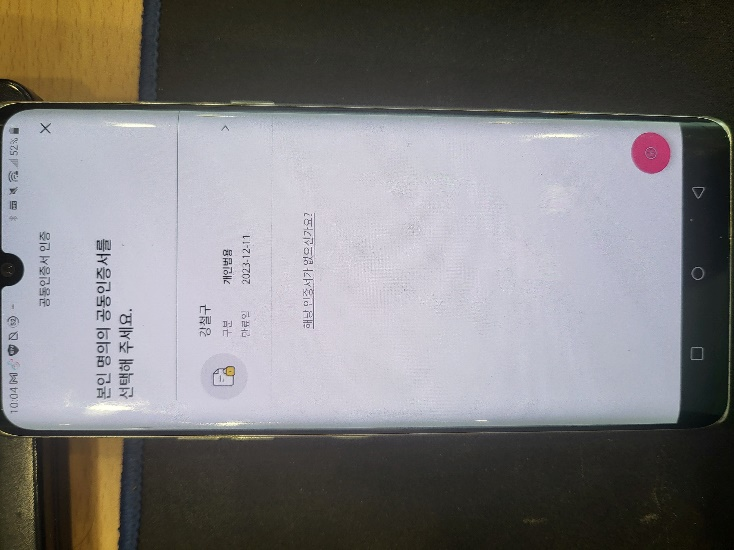 10:04
52%
공동인증서 인증
본인 명의의 공동인증서를
선택해 주세요.
강철구
구분 개인범용
만료일 2023-12-11
해당 인증서가 없으신가요?